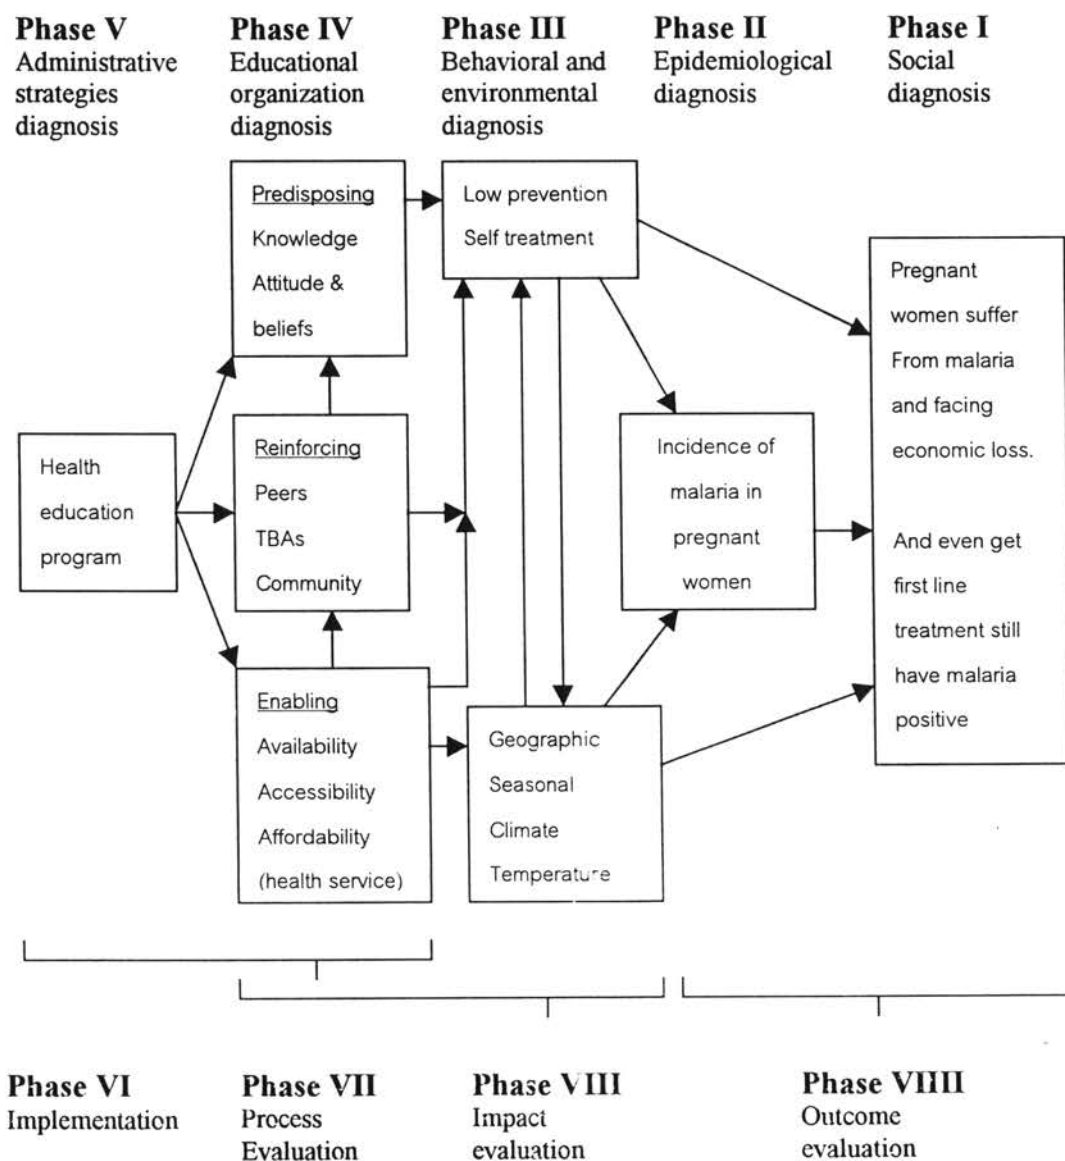 Phase V
Administrative
strategies
diagnosis
Phase IV
Educational
organization
diagnosis
Phase III
Behavioral and
environmental
diagnosis
Phase II
Epidemiological
diagnosis
Phase I
Social
diagnosis
Health
education
program
Predisposing
Knowledge
Attitude &
beliefs
Reinforcing
Peers
TBAs
Community
Enabling
Availability
Accessibility
Affordability
(health service)
Low prevention
Self treatment
Geographic
Seasonal
Climate
Temperature
Incidence of
malaria in
pregnant
women
Pregnant
women suffer
From malaria
and facing
economic loss.
And even get
first line
treatment still
have malaria
positive
Phase VI
Implementation
Phase VII
Process
Evaluation
Phase VIII
Impact
evaluation
Phase VIIII
Outcome
evaluation